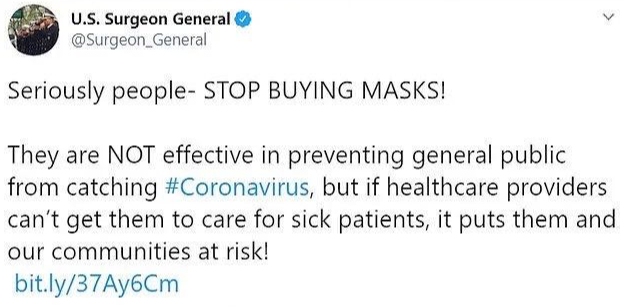 U.S. Surgeon General
@Surgeon_General
Seriously people- STOP BUYING MASKS!
They are NOT effective in preventing general public
from catching #Coronavirus, but if healthcare providers
can't get them to care for sick patients, it puts them and
our communities at risk!
bit.ly/37Ay6Cm